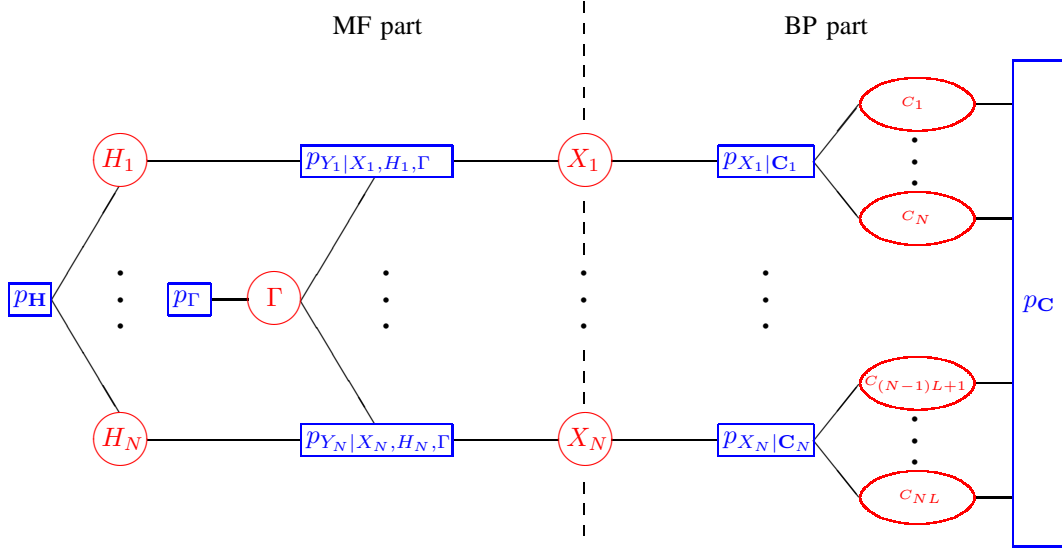 MF part BP part
C_1
H_1 p_{Y_1|X_1,H_1,Γ} X_1 p_{X_1|𝐂_1}
C_N
p_𝐇 p_Γ Γ p_𝐂
C_{(N−1)L+1}
H_N p_{Y_N|X_N,H_N,Γ} X_N p_{X_N|𝐂_N}
C_{NL}